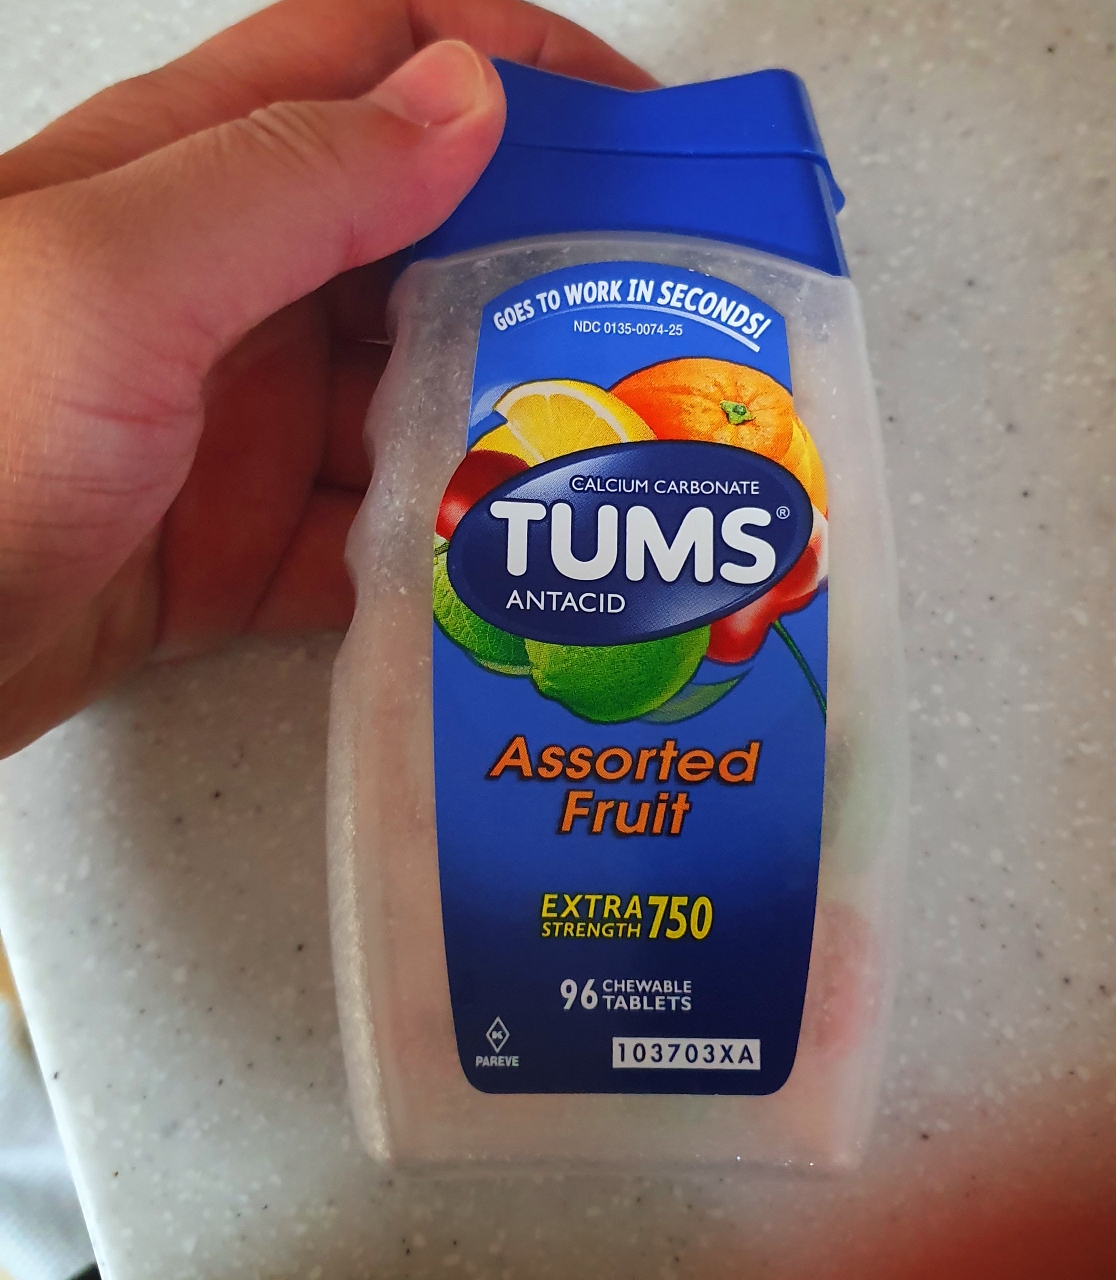 GOES TO WORK IN SECONDS!
NDC 0135-0074-25
CALCIUM CARBONATE
TUMS®
ANTACID
Assorted
Fruit
EXTRA STRENGTH 750
96 CHEWABLE TABLETS
K
PAREVE
103703XA